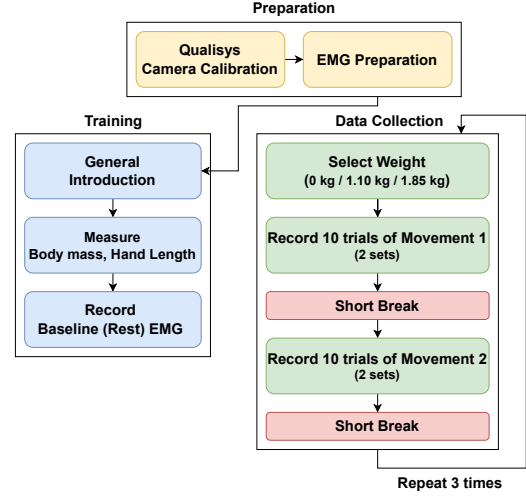 Preparation
Qualisys
Camera Calibration
EMG Preparation
Training
General
Introduction
Measure
Body mass, Hand Length
Record
Baseline (Rest) EMG
Data Collection
Select Weight
(0 kg / 1.10 kg / 1.85 kg)
Record 10 trials of Movement 1
(2 sets)
Short Break
Record 10 trials of Movement 2
(2 sets)
Short Break
Repeat 3 times